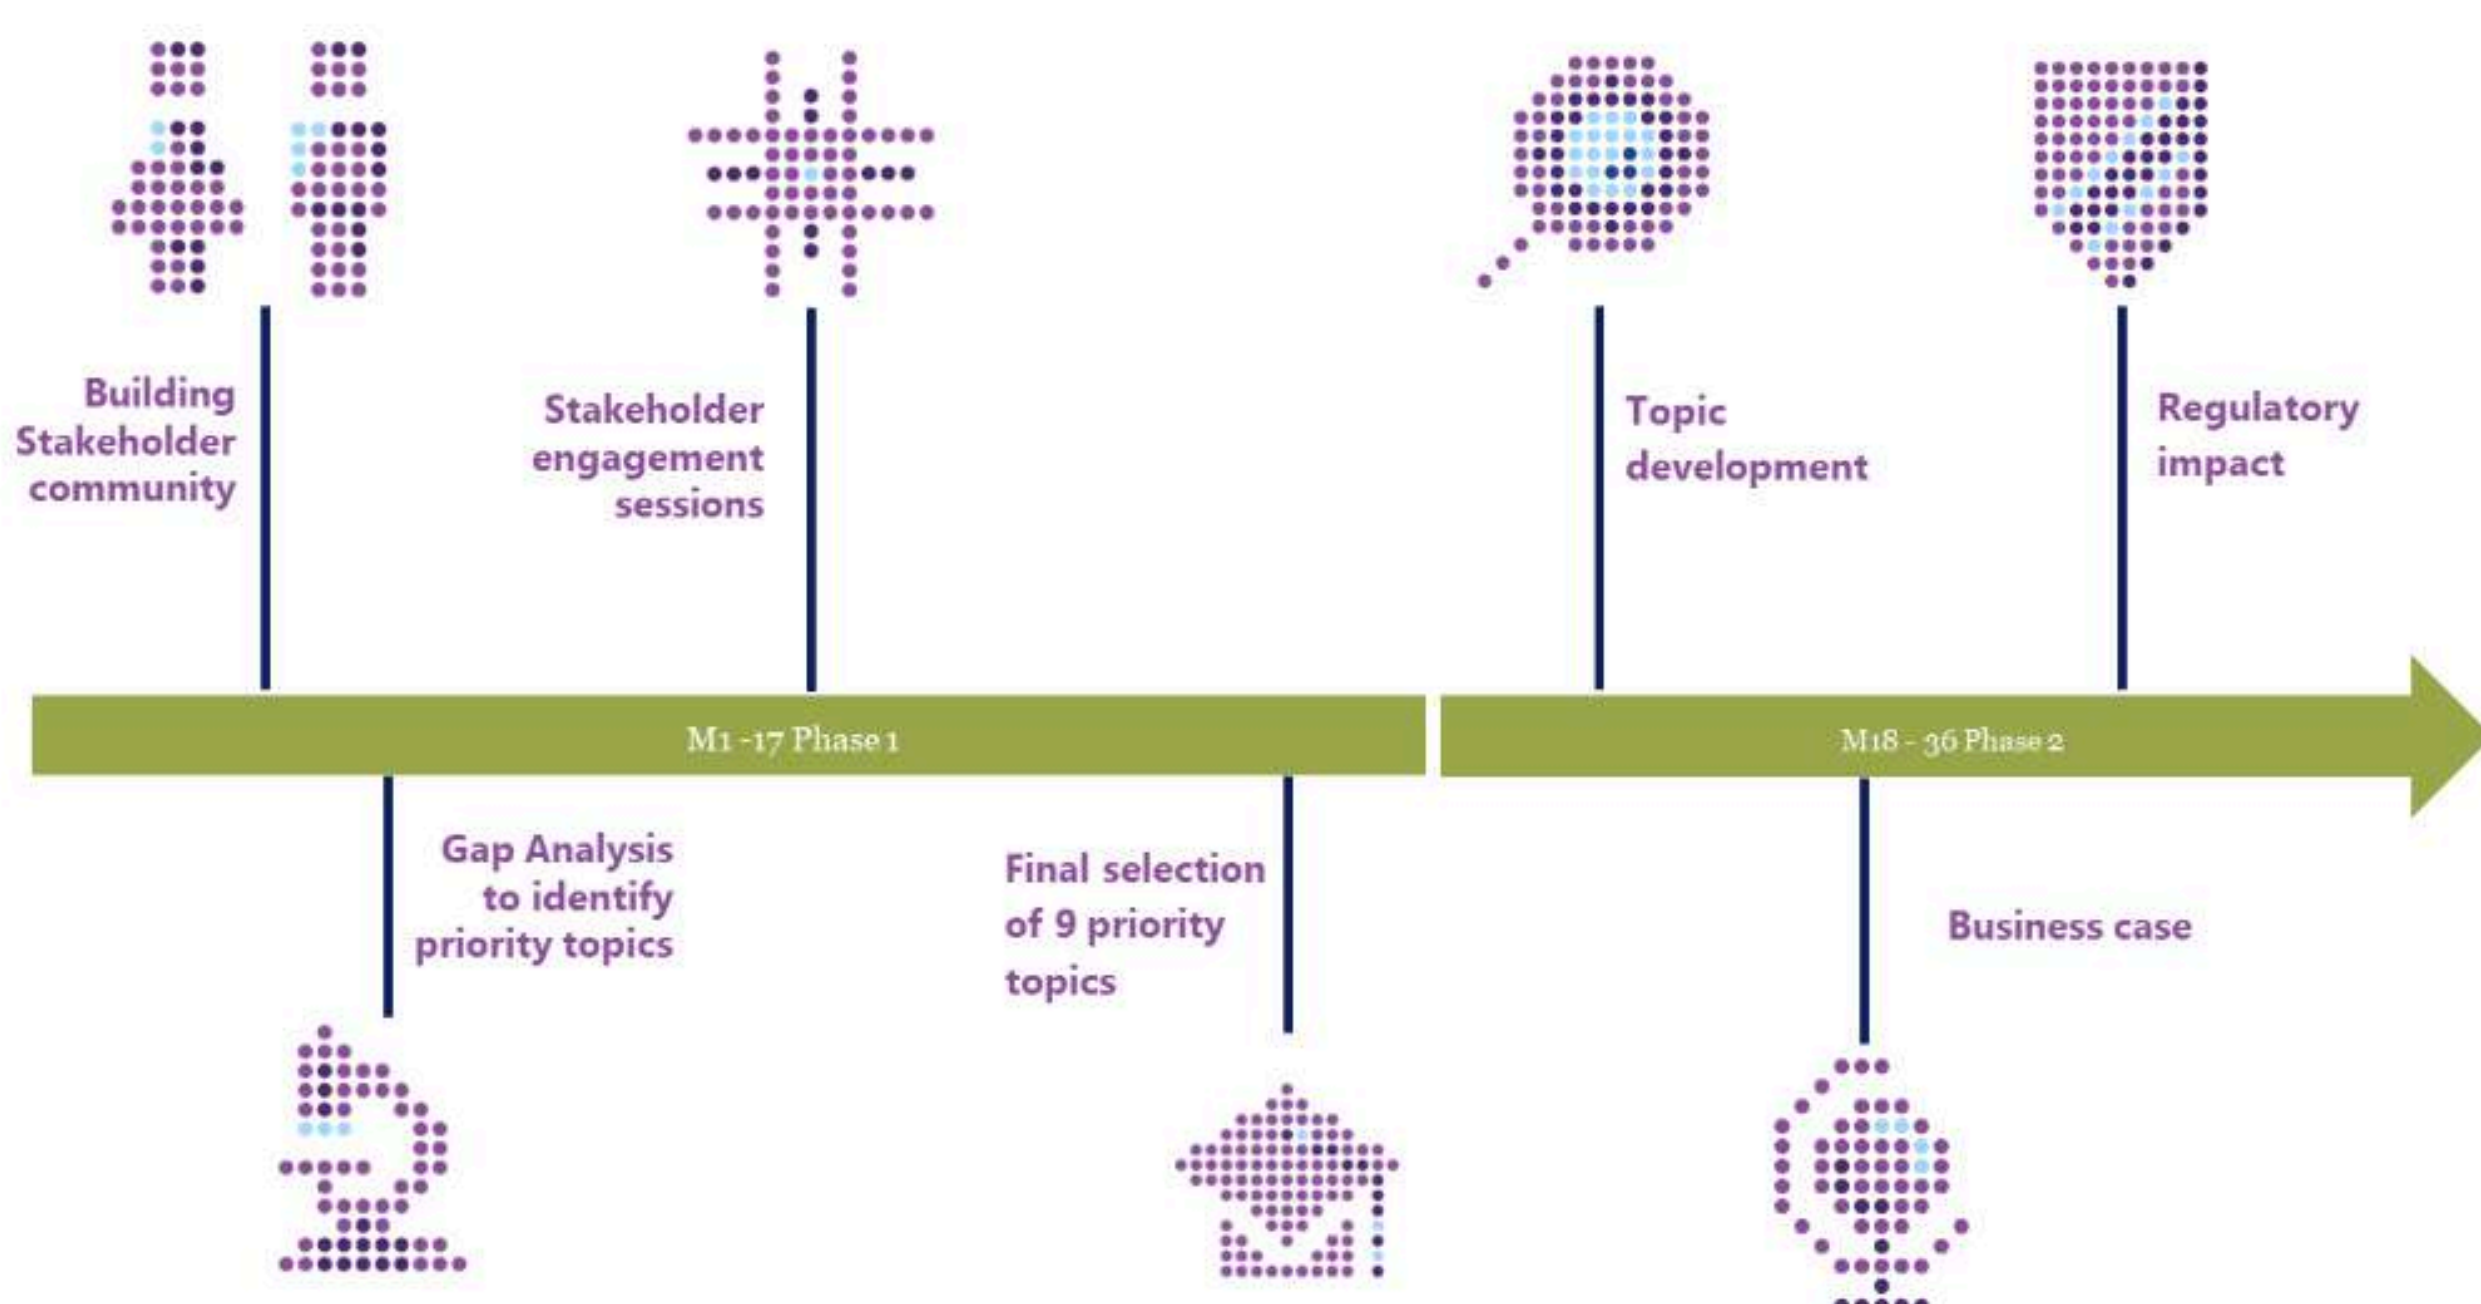 Building
Stakeholder
community
Stakeholder
engagement
sessions
Topic
development
Regulatory
impact
M1 -17 Phase 1
M18 - 36 Phase 2
Gap Analysis
to identify
priority topics
Final selection
of 9 priority
topics
Business case